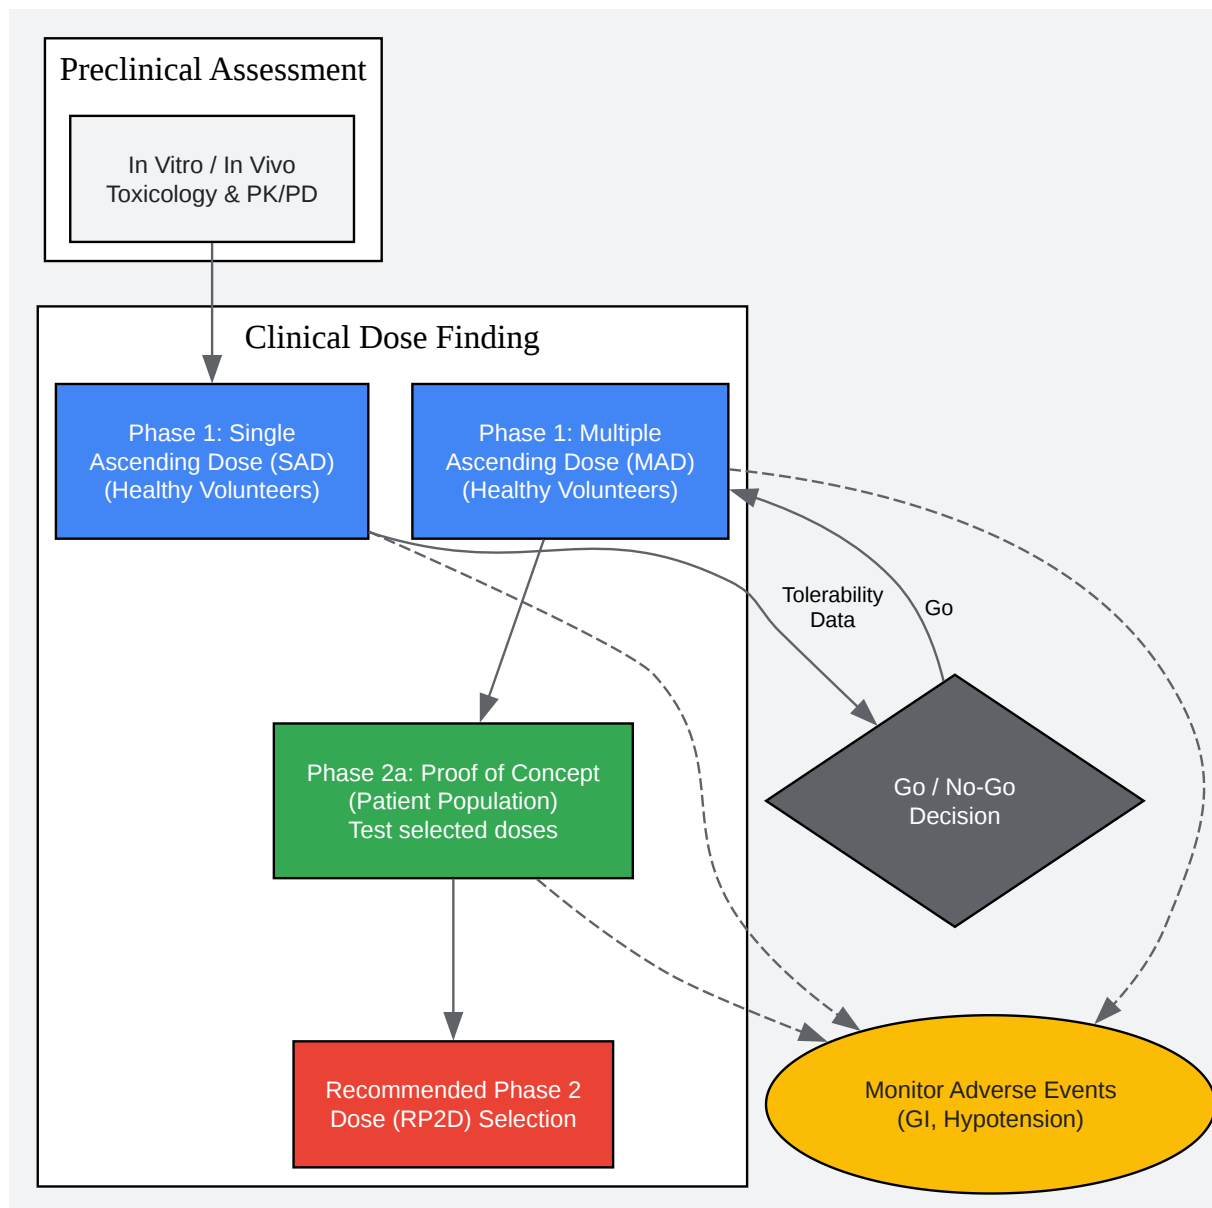 Preclinical Assessment
In Vitro / In Vivo
Toxicology & PK/PD
Clinical Dose Finding
Phase 1: Single
Ascending Dose (SAD)
(Healthy Volunteers)
Phase 1: Multiple
Ascending Dose (MAD)
(Healthy Volunteers)
Tolerability
Data
Go
Phase 2a: Proof of Concept
(Patient Population)
Test selected doses
Go / No-Go
Decision
Recommended Phase 2
Dose (RP2D) Selection
Monitor Adverse Events
(GI, Hypotension)